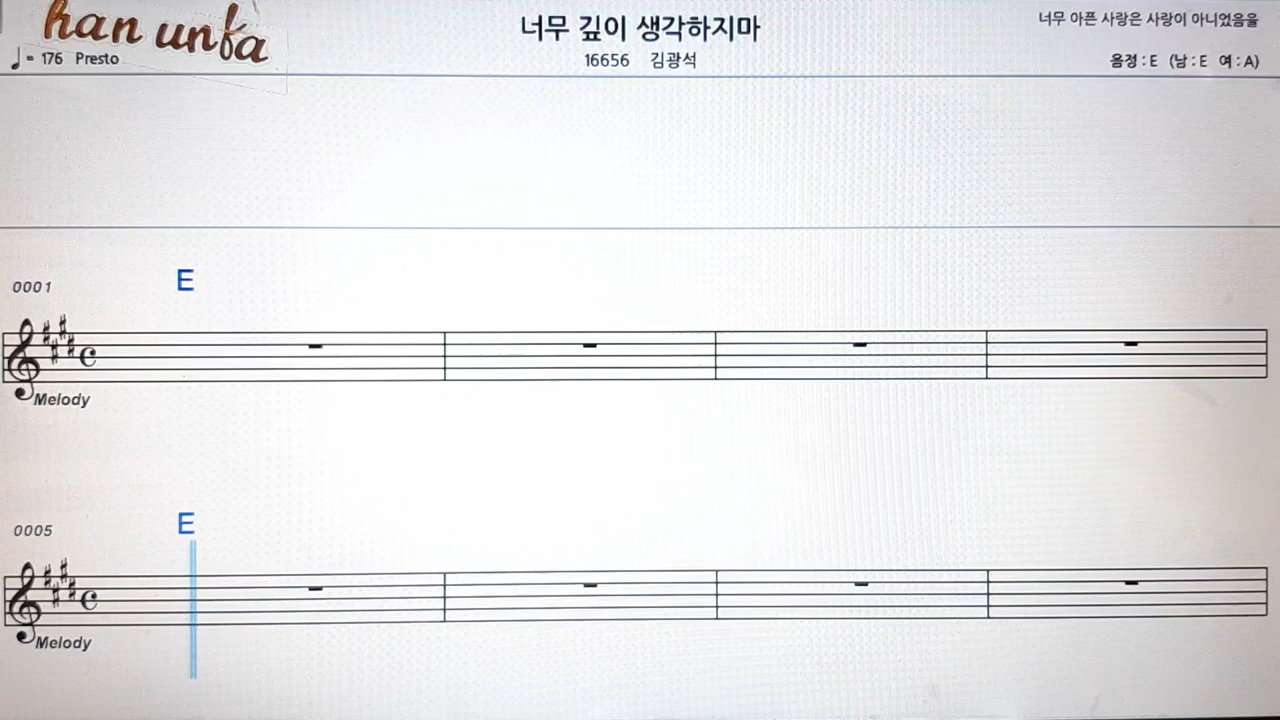 han unfa
너무 깊이 생각하지마
너무 아픈 사랑은 사랑이 아니었음을
♩= 176 Presto
16656 김광석
음정 : E (남 : E 여 : A)
0001
E
Melody
0005
E
Melody